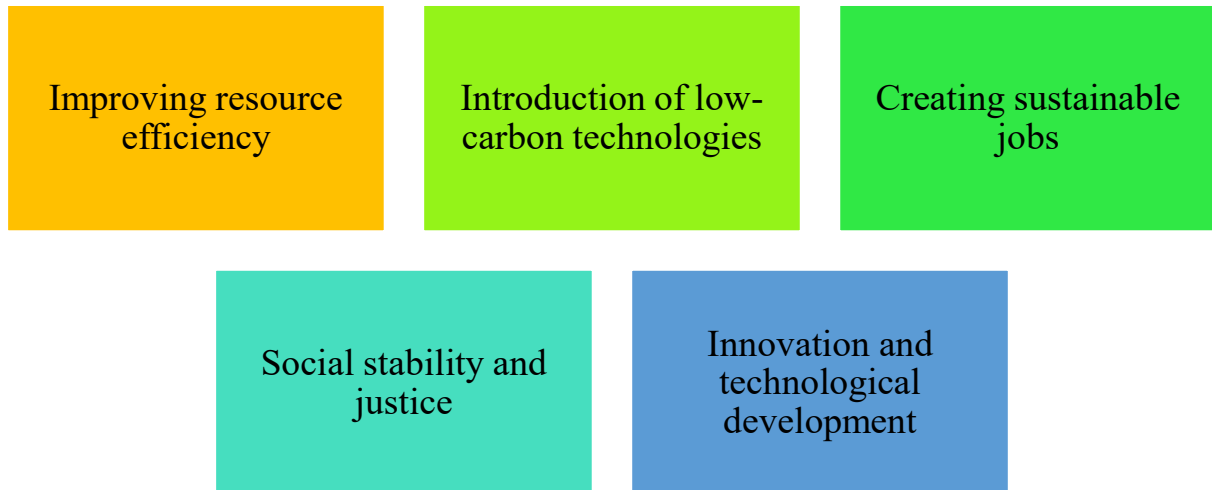 Improving resource
efficiency
Introduction of low-
carbon technologies
Creating sustainable
jobs
Social stability and
justice
Innovation and
technological
development